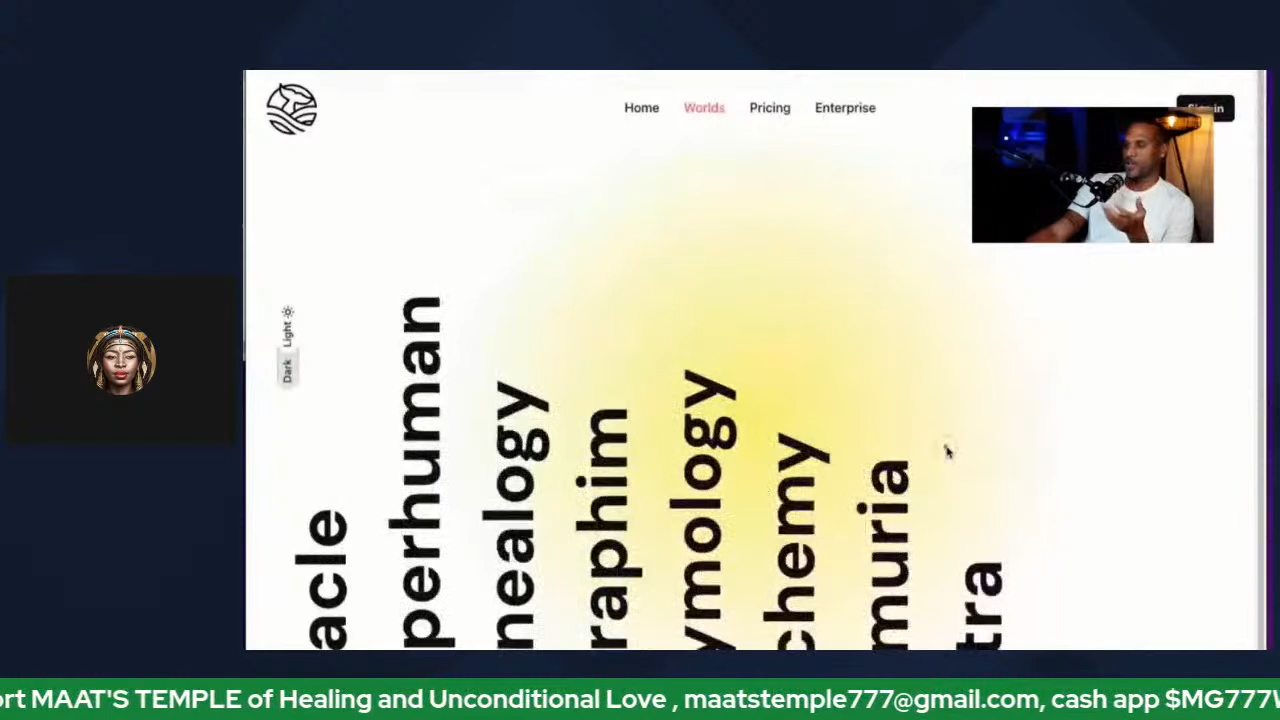 Home Worlds Pricing Enterprise
Light
Dark
acle
perhuman
nealogy
raphim
ymology
chemy
muria
tra
ort MAAT'S TEMPLE of Healing and Unconditional Love , maatstemple777@gmail.com, cash app $MG777